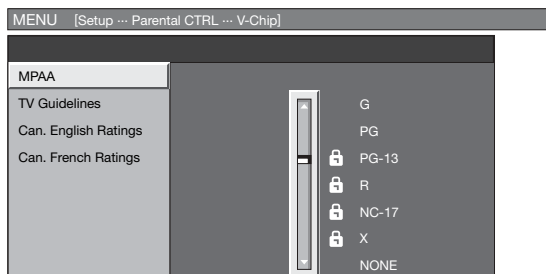 MENU [Setup ··· Parental CTRL ··· V-Chip]
MPAA
TV Guidelines
Can. English Ratings
Can. French Ratings
G
PG
PG-13
R
NC-17
X
NONE